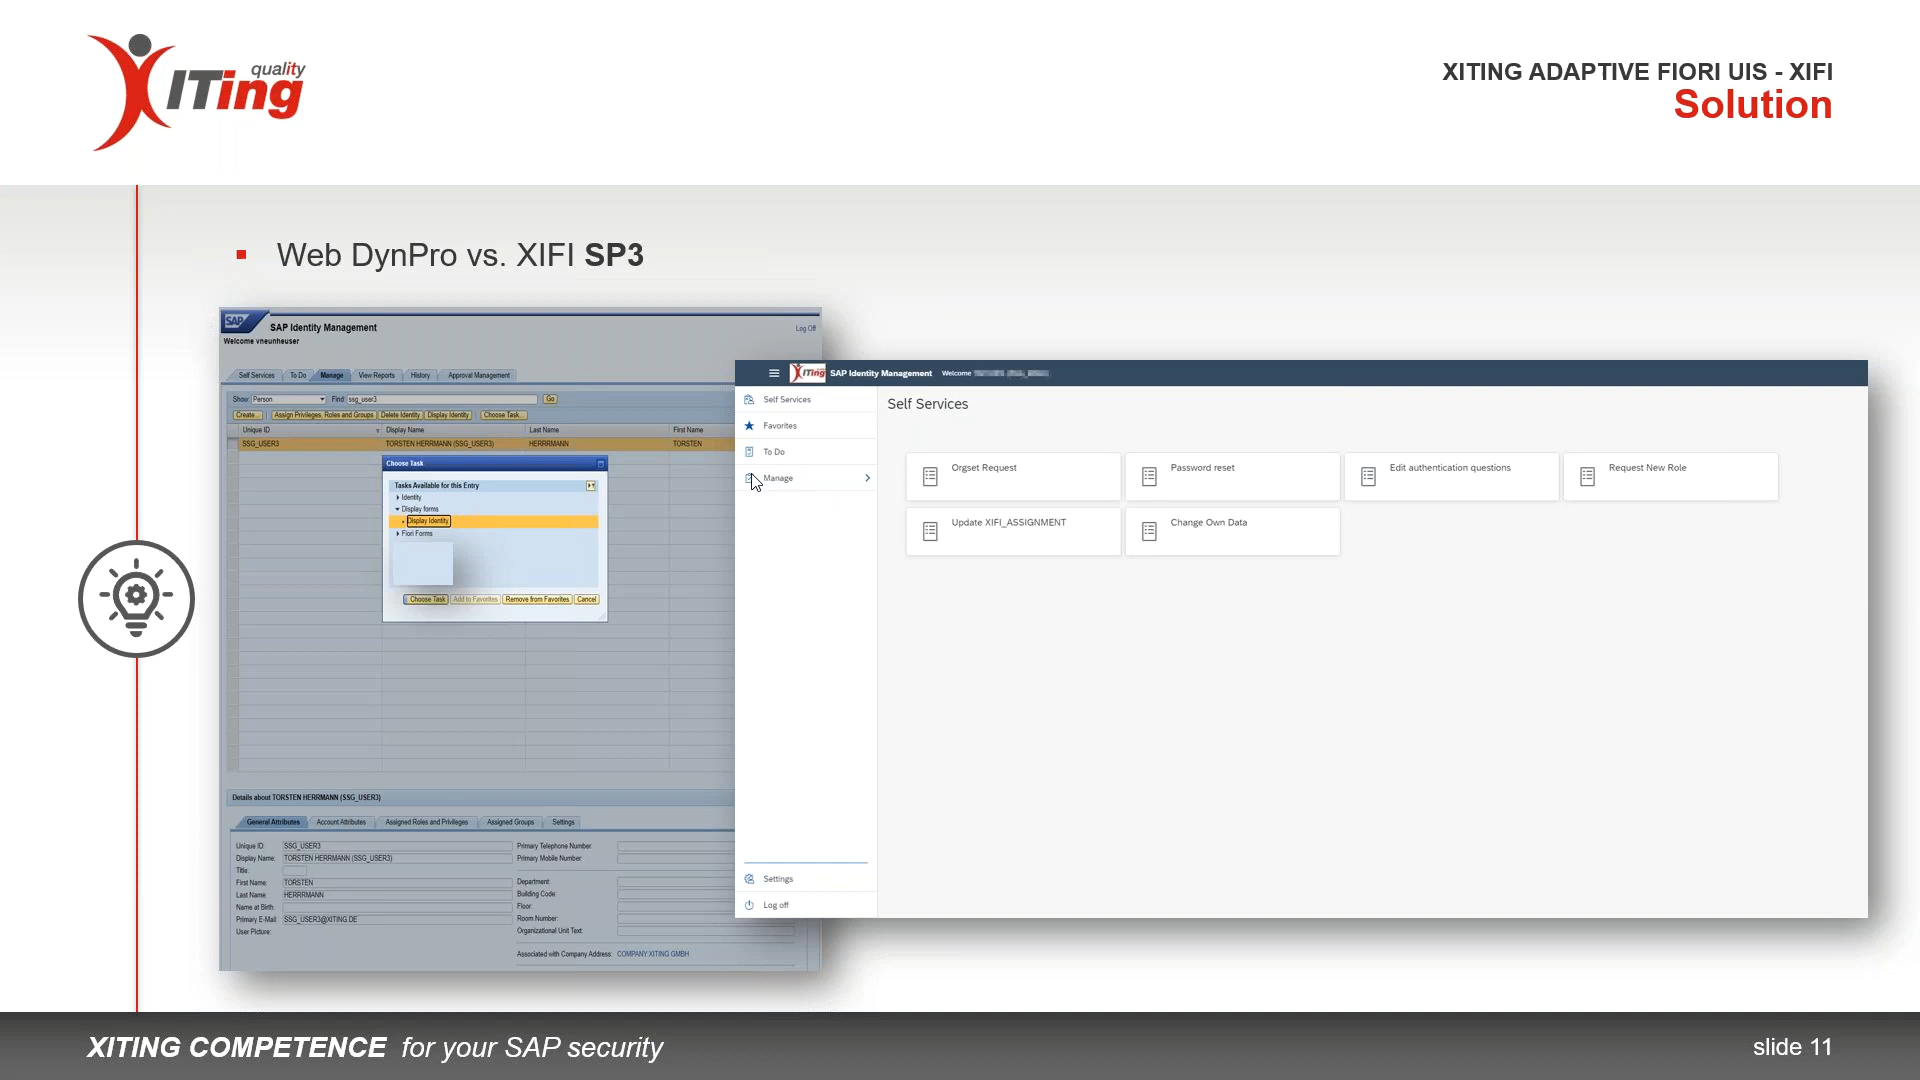 XITing quality
XITING ADAPTIVE FIORI UIS - XIFI
Solution
Web DynPro vs. XIFI SP3
SAP
SAP Identity Management
Log Off
Welcome vneunheuser
Self Services To Do Manage View Reports History Approval Management
Show: Person Find: ssg_user3 Go
Create... Assign Privileges, Roles and Groups Delete Identity Display Identity Choose Task...
Unique ID Display Name Last Name First Name
SSG_USER3 TORSTEN HERRMANN (SSG_USER3) HERRRMANN TORSTEN
Choose Task
Tasks Available for this Entry
Identity
Display forms
Display Identity
Fiori Forms
Choose Task Add to Favorites Remove from Favorites Cancel
Details about TORSTEN HERRMANN (SSG_USER3)
General Attributes Account Attributes Assigned Roles and Privileges Assigned Groups Settings
Unique ID: SSG_USER3
Display Name: TORSTEN HERRMANN (SSG_USER3)
Title:
First Name: TORSTEN
Last Name: HERRRMANN
Name at Birth:
Primary E-Mail: SSG_USER3@XITING.DE
User Picture:
Primary Telephone Number:
Primary Mobile Number:
Department:
Building Code:
Floor:
Room Number:
Organizational Unit Text:
Associated with Company Address: COMPANY:XITING GMBH
XITing SAP Identity Management Welcome
Self Services
Favorites
To Do
Manage
Settings
Log off
Self Services
Orgset Request Password reset Edit authentication questions Request New Role
Update XIFI_ASSIGNMENT Change Own Data
XITING COMPETENCE for your SAP security
slide 11